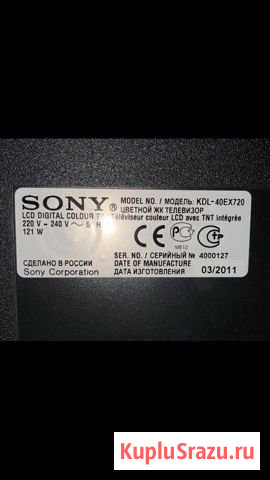 SONY®
MODEL NO. / МОДЕЛЬ: KDL-40EX720
ЦВЕТНОЙ ЖК ТЕЛЕВИЗОР
LCD DIGITAL COLOUR Téléviseur couleur LCD avec TNT intégrée
220 V - 240 V ~
121 W
CE
SER. NO. / СЕРИЙНЫЙ № 4000127
СДЕЛАНО В РОССИИ
DATE OF MANUFACTURE
Sony Corporation
ДАТА ИЗГОТОВЛЕНИЯ 03/2011
KupluSrazu.ru